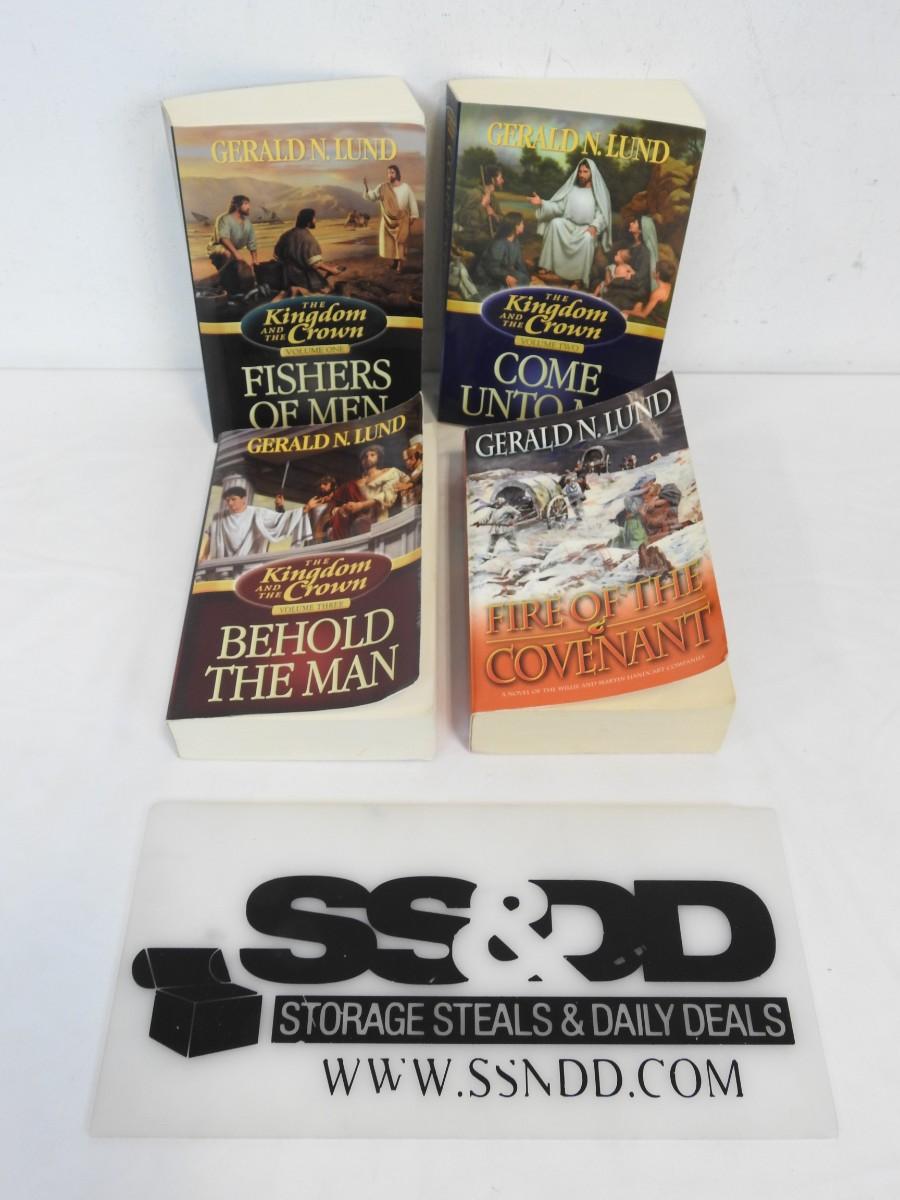 GERALD N. LUND
THE
Kingdom
AND THE Crown
VOLUME ONE
FISHERS
OF MEN
GERALD N. LUND
THE
Kingdom
AND THE Crown
VOLUME TWO
COME
UNTO
GERALD N. LUND
THE
Kingdom
AND THE Crown
VOLUME THREE
BEHOLD
THE MAN
GERALD N. LUND
FIRE OF THE
COVENANT
A NOVEL OF THE WILLIE AND MARTIN HANDCART COMPANIES
SS&DD
STORAGE STEALS & DAILY DEALS
WWW.SSNDD.COM